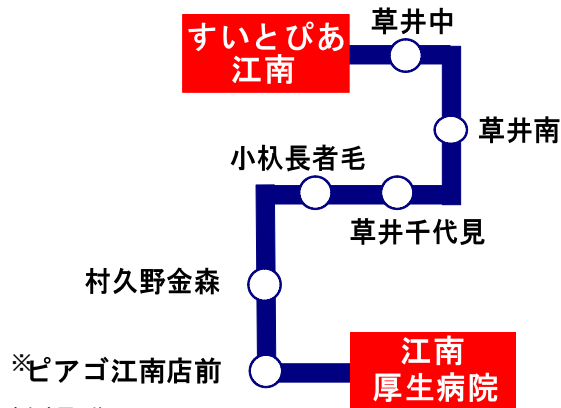 草井中
すいとぴあ
江南
草井南
小杁長者毛
草井千代見
村久野金森
江南
※ピアゴ江南店前
厚生病院